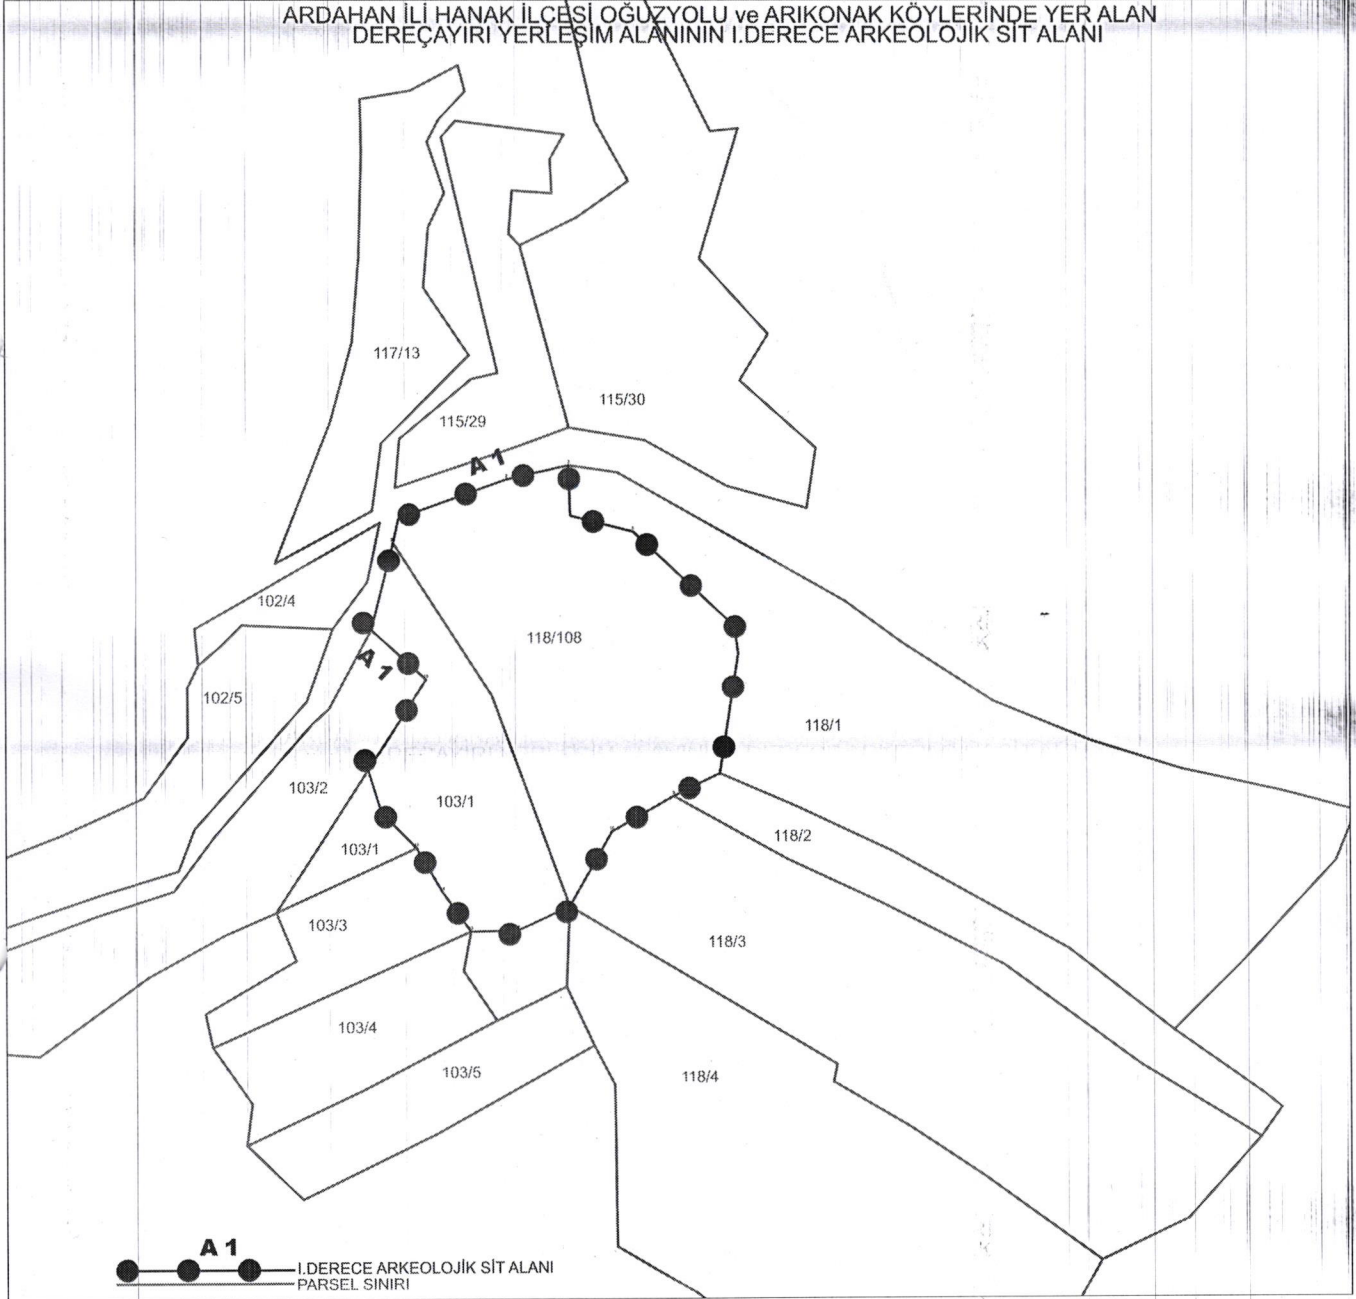 ARDAHAN İLİ HANAK İLÇESİ OĞUZYOLU ve ARIKONAK KÖYLERİNDE YER ALAN
DEREÇAYIRI YERLEŞİM ALANININ I.DERECE ARKEOLOJİK SİT ALANI
117/13
115/30
115/29
A 1
102/4
118/108
A 1
102/5
118/1
103/2
103/1
118/2
103/1
103/3
118/3
103/4
103/5
118/4
A 1
I.DERECE ARKEOLOJİK SİT ALANI
PARSEL SINIRI